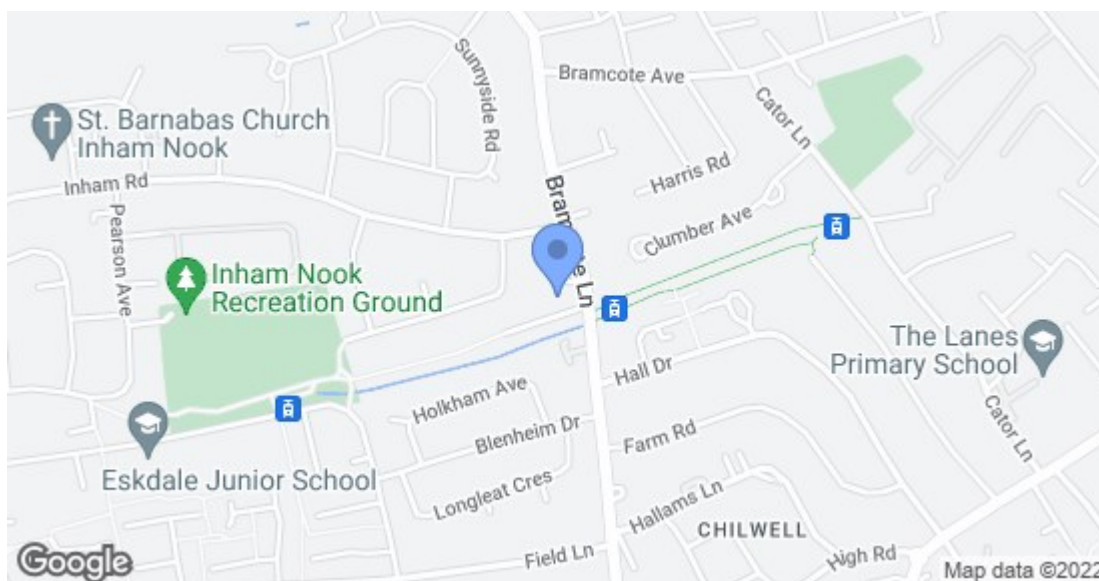 Sunnyside Rd
Bramcote Ave
Cator Ln
St. Barnabas Church
Inham Nook
Inham Rd
Harris Rd
Pearson Ave
Clumber Ave
Inham Nook
Recreation Ground
The Lanes
Primary School
Hall Dr
Holkham Ave
Blenheim Dr
Farm Rd
Cator Ln
Eskdale Junior School
Longleat Cres
Hallams Ln
CHILWELL
Field Ln
High Rd
Google
Map data ©2022